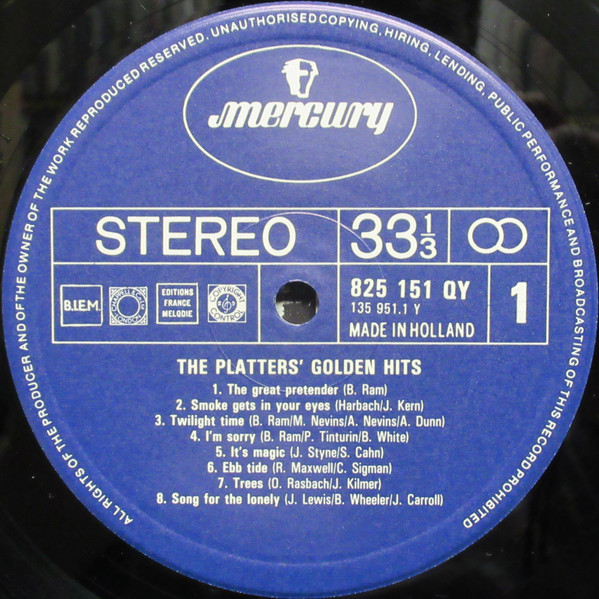 ALL RIGHTS OF THE PRODUCER AND OF THE OWNER OF THE WORK REPRODUCED RESERVED. UNAUTHORISED COPYING, HIRING, LENDING, PUBLIC PERFORMANCE AND BROADCASTING OF THIS RECORD PROHIBITED
mercury
STEREO 33 1/3
B.I.E.M.
CHAPPELL & CO
LONDON
EDITIONS
FRANCE
MELODIE
COPYRIGHT
CONTROL
825 151 QY
135 951.1 Y
MADE IN HOLLAND
1
THE PLATTERS' GOLDEN HITS
1. The great pretender (B. Ram)
2. Smoke gets in your eyes (Harbach/J. Kern)
3. Twilight time (B. Ram/M. Nevins/A. Nevins/A. Dunn)
4. I'm sorry (B. Ram/P. Tinturin/B. White)
5. It's magic (J. Styne/S. Cahn)
6. Ebb tide (R. Maxwell/C. Sigman)
7. Trees (O. Rasbach/J. Kilmer)
8. Song for the lonely (J. Lewis/B. Wheeler/J. Carroll)